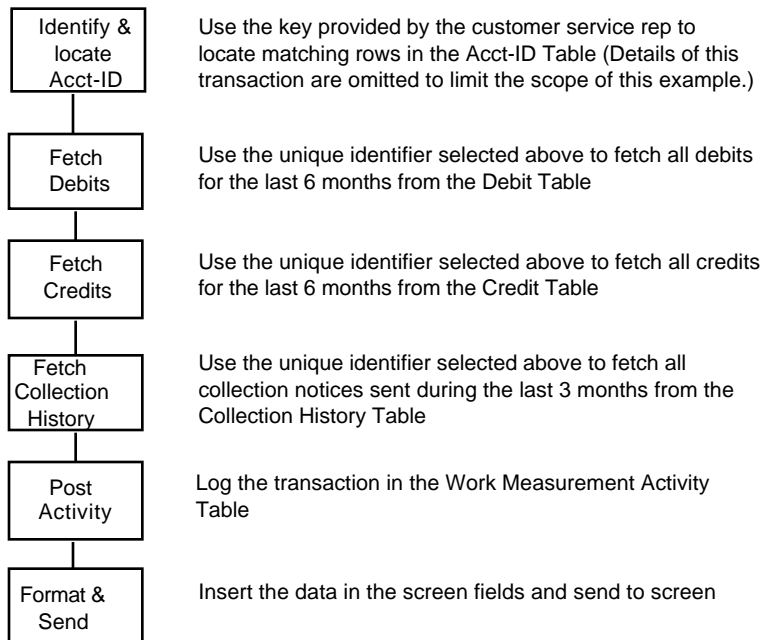 Identify &
locate
Acct-ID
Use the key provided by the customer service rep to
locate matching rows in the Acct-ID Table (Details of this
transaction are omitted to limit the scope of this example.)
Fetch
Debits
Use the unique identifier selected above to fetch all debits
for the last 6 months from the Debit Table
Fetch
Credits
Use the unique identifier selected above to fetch all credits
for the last 6 months from the Credit Table
Fetch
Collection
History
Use the unique identifier selected above to fetch all
collection notices sent during the last 3 months from the
Collection History Table
Post
Activity
Log the transaction in the Work Measurement Activity
Table
Format &
Send
Insert the data in the screen fields and send to screen